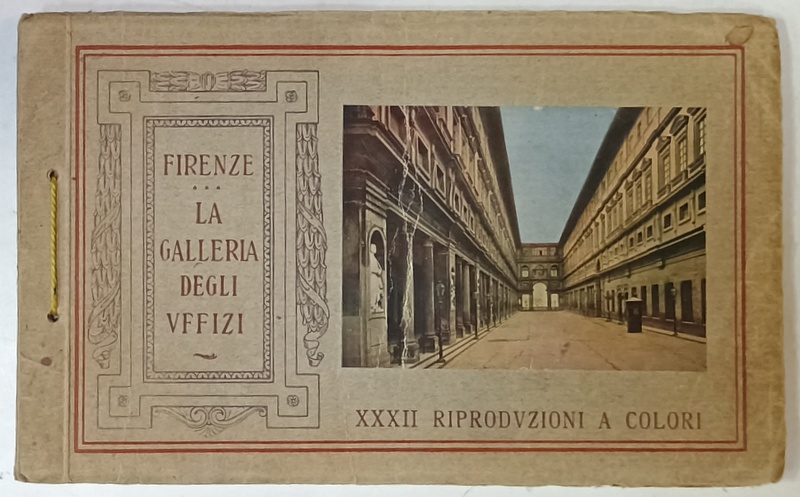 FIRENZE
LA
GALLERIA
DEGLI
VFFIZI
XXXII RIPRODVZIONI A COLORI